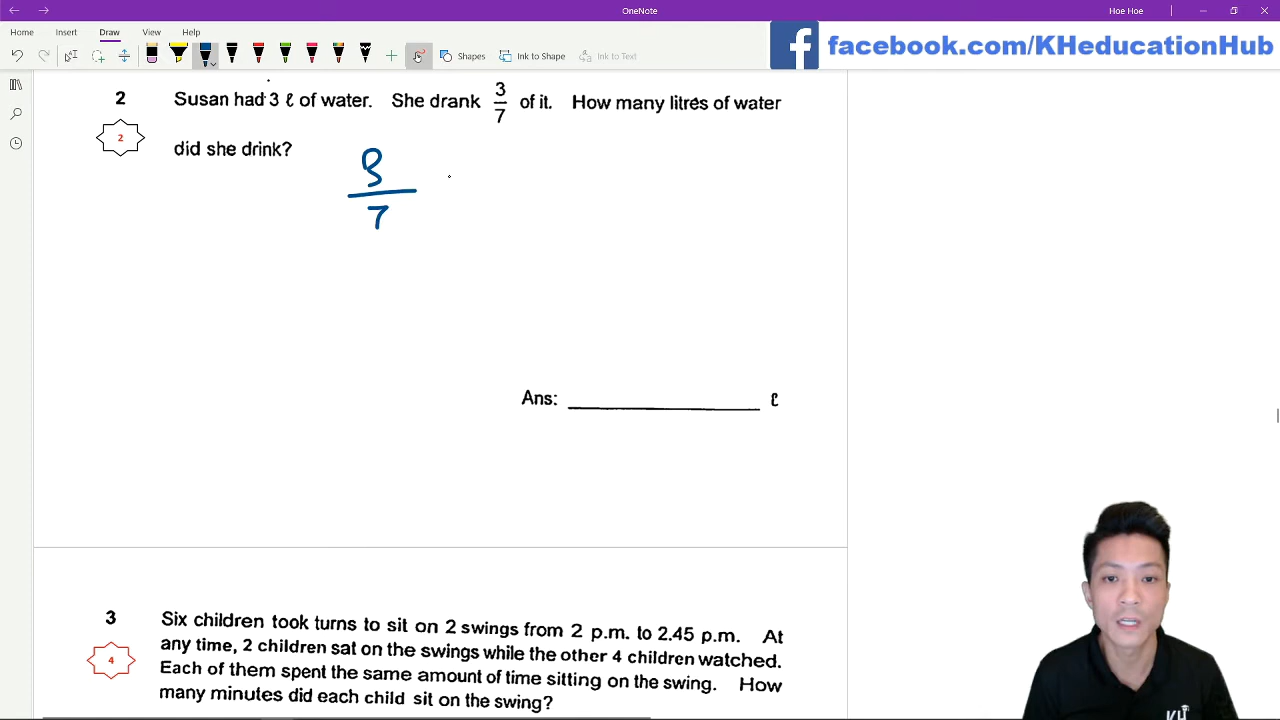 OneNote
Hoe Hoe
Home Insert Draw View Help
Shapes Ink to Shape Ink to Text
facebook.com/KHeducationHub
2 Susan had 3 ℓ of water. She drank 3/7 of it. How many litres of water
2
did she drink?
3/7
Ans: ____________ ℓ
3 Six children took turns to sit on 2 swings from 2 p.m. to 2.45 p.m. At
any time, 2 children sat on the swings while the other 4 children watched.
4
Each of them spent the same amount of time sitting on the swing. How
many minutes did each child sit on the swing?
KH